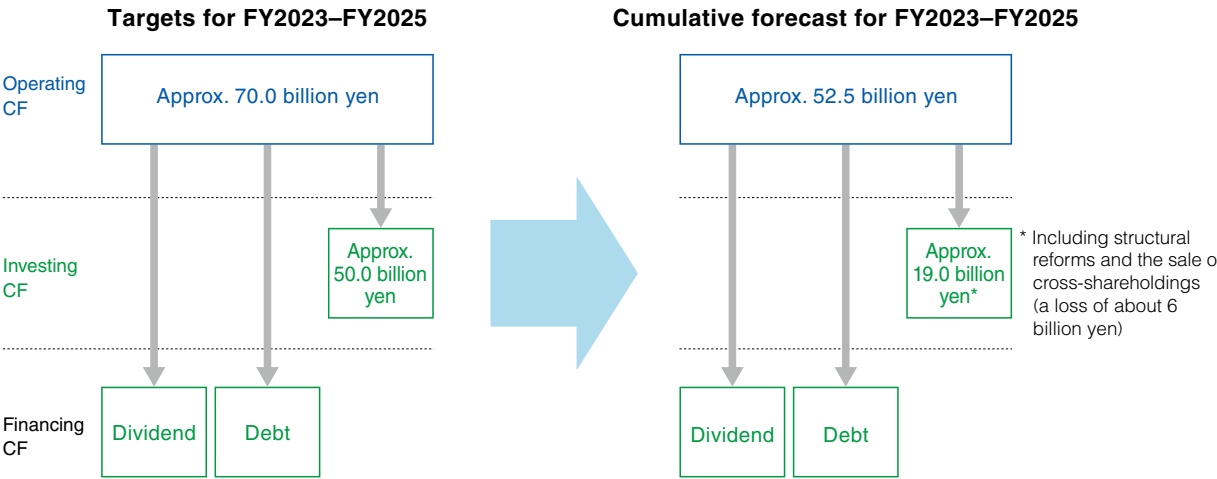 Targets for FY2023–FY2025
Operating
CF
Approx. 70.0 billion yen
Investing
CF
Approx.
50.0 billion
yen
Financing
CF
Dividend
Debt
Cumulative forecast for FY2023–FY2025
Approx. 52.5 billion yen
Approx.
19.0 billion
yen*
* Including structural
reforms and the sale o
cross-shareholdings
(a loss of about 6
billion yen)
Dividend
Debt